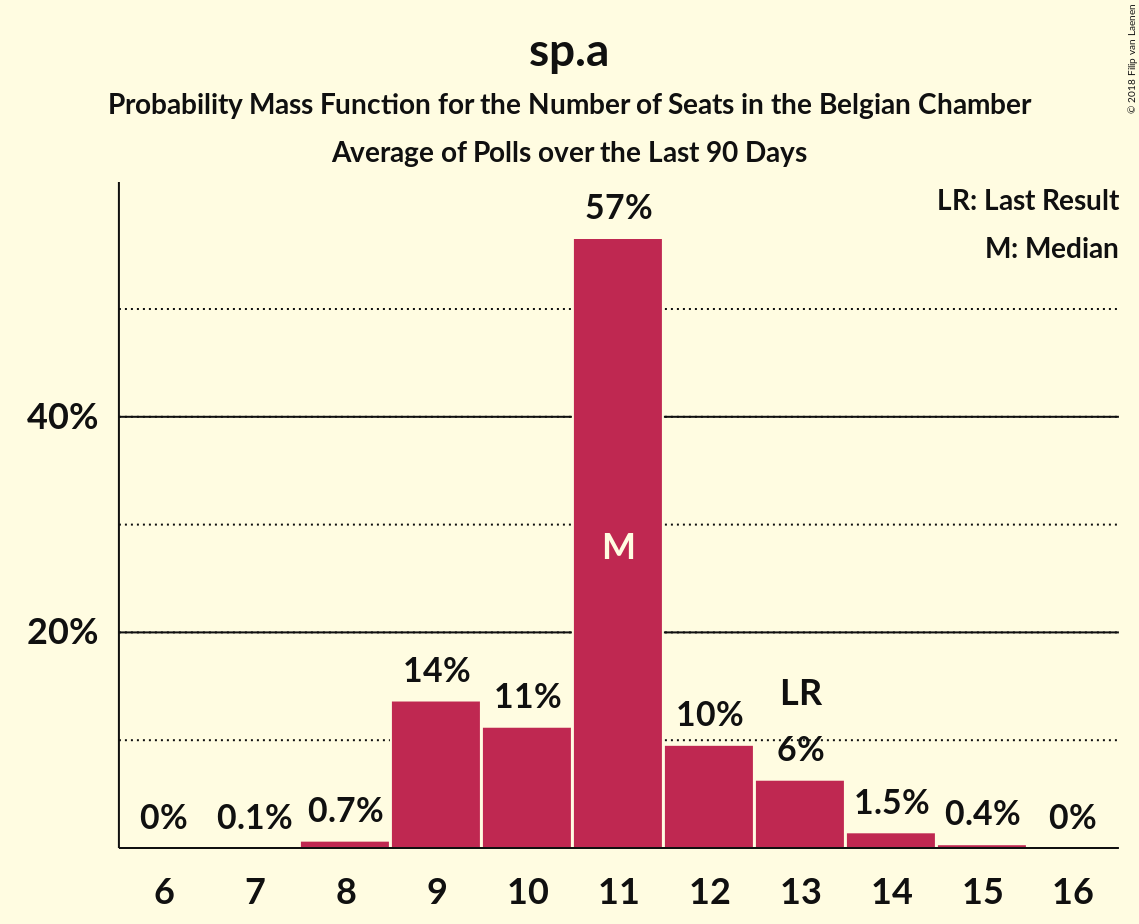 sp.a
Probability Mass Function for the Number of Seats in the Belgian Chamber
Average of Polls over the Last 90 Days
© 2018 Filip van Laenen
LR: Last Result
M: Median
57%
40%
M
20%
14%
11%
10%
LR
6%
0%
0.1%
0.7%
1.5%
0.4%
0%
6 7 8 9 10 11 12 13 14 15 16